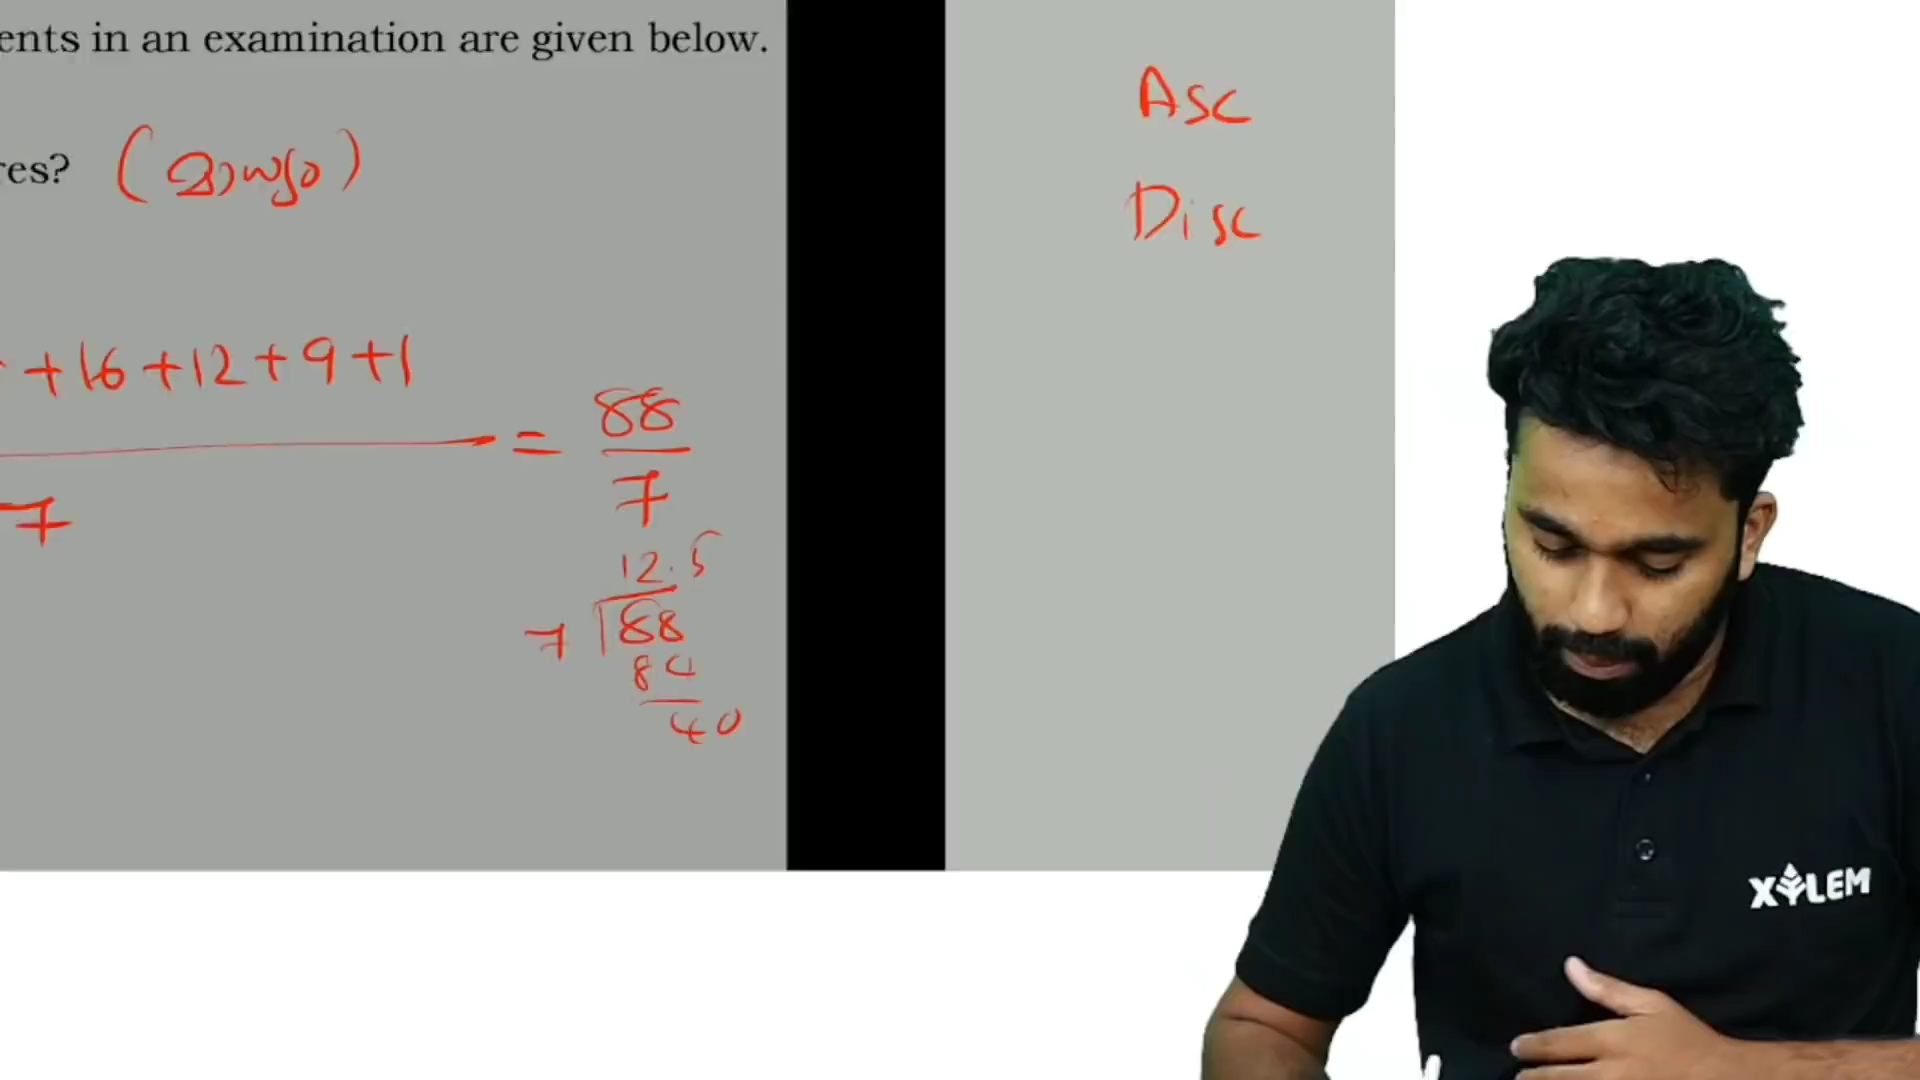 ents in an examination are given below.
res? (മാധ്യം)
+16+12+9+1
= 88
7
7
12.5
7 88
84
40
Asc
Disc
XYLEM